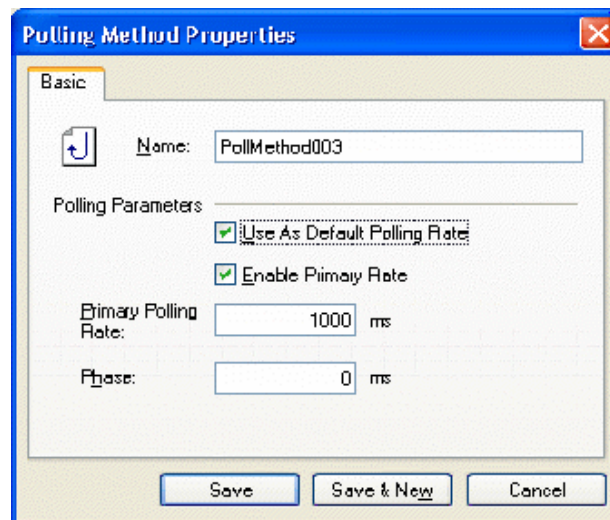 Polling Method Properties
Basic
Name: PollMethod003
Polling Parameters
Use As Default Polling Rate
Enable Primary Rate
Primary Polling Rate: 1000 ms
Phase: 0 ms
Save Save & New Cancel